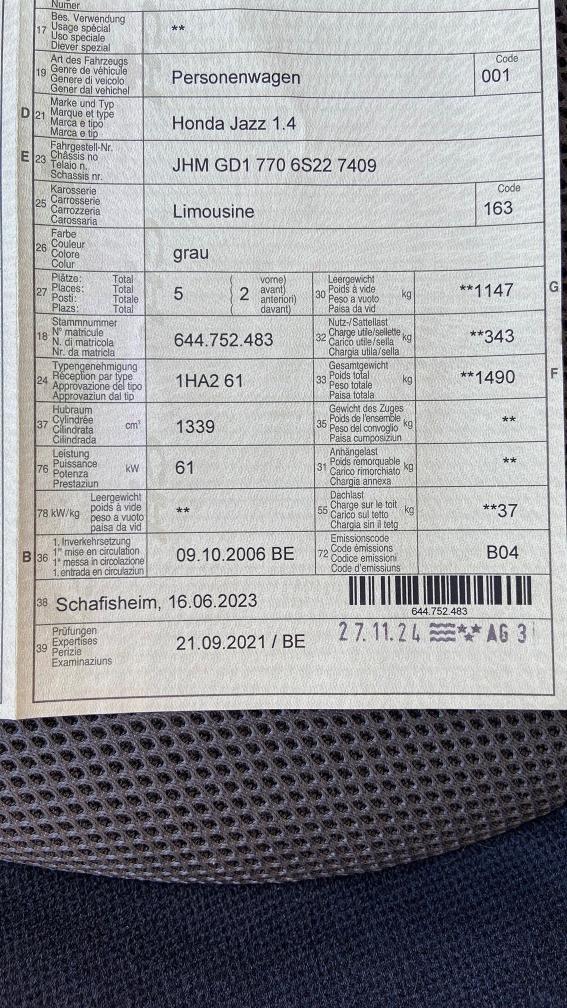 Numer
17 Bes. Verwendung
Usage spécial
Uso speciale
Diever spezial
**
19 Art des Fahrzeugs
Genre de véhicule
Genere di veicolo
Gener dal vehichel
Personenwagen
Code
001
D 21 Marke und Typ
Marque et type
Marca e tipo
Marca e tip
Honda Jazz 1.4
E 23 Fahrgestell-Nr.
Châssis no
Telaio n.
Schassis nr.
JHM GD1 770 6S22 7409
25 Karosserie
Carrosserie
Carrozzeria
Carossaria
Limousine
Code
163
26 Farbe
Couleur
Colore
Colur
grau
27 Plätze: Total
Places: Total
Posti: Totale
Plazs: Total
5
( 2 vorne)
avant)
anteriori)
davant)
30 Leergewicht
Poids à vide
Peso a vuoto
Paisa da vid
kg
**1147
G
18 Stammnummer
N° matricule
N. di matricola
Nr. da matricla
644.752.483
32 Nutz-/Sattellast
Charge utile/sellette
Carico utile/sella
Chargia utila/sella
kg
**343
24 Typengenehmigung
Réception par type
Approvazione del tipo
Approvaziun dal tip
1HA2 61
33 Gesamtgewicht
Poids total
Peso totale
Paisa totala
kg
**1490
F
37 Hubraum
Cylindrée
Cilindrata
Cilindrada
cm³
1339
35 Gewicht des Zuges
Poids de l'ensemble
Peso del convoglio
Paisa cumposiziun
kg
**
76 Leistung
Puissance
Potenza
Prestaziun
kW
61
31 Anhängelast
Poids remorquable
Carico rimorchiato
Chargia annexa
kg
**
78 kW/kg Leergewicht
poids à vide
peso a vuoto
paisa da vid
**
55 Dachlast
Charge sur le toit
Carico sul tetto
Chargia sin il tetg
kg
**37
B 36 1. Inverkehrsetzung
1re mise en circulation
1a messa in circolazione
1. entrada en circulaziun
09.10.2006 BE
72 Emissionscode
Code émissions
Codice emissioni
Code d'emissiuns
B04
38 Schafisheim, 16.06.2023
644.752.483
39 Prüfungen
Expertises
Perizie
Examinaziuns
21.09.2021 / BE
27.11.24 AG 3